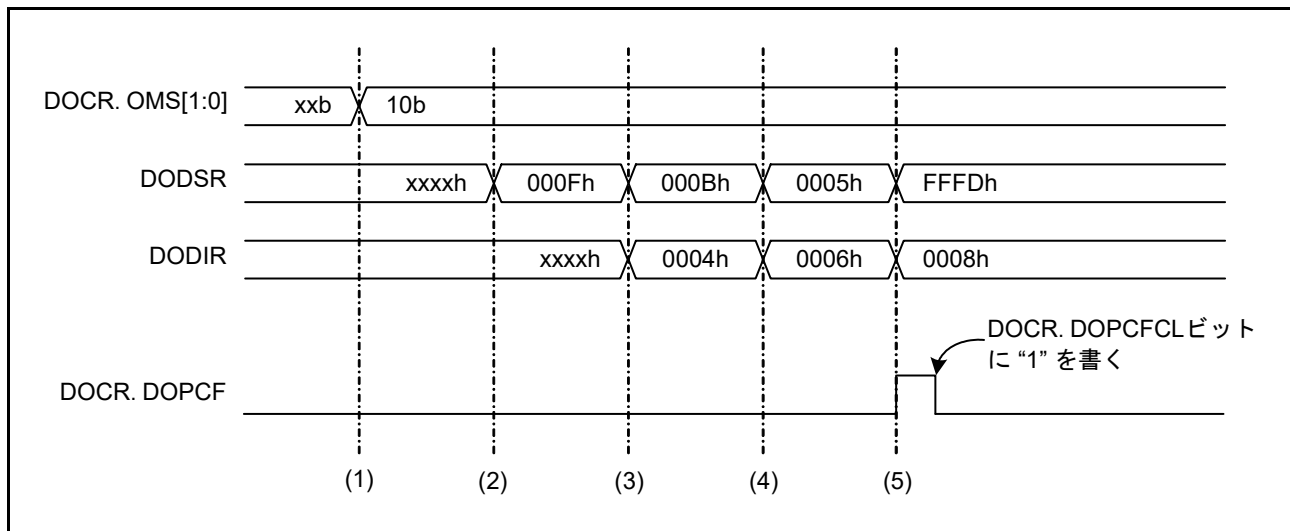 DOCR. OMS[1:0] xxb 10b
DODSR xxxxh 000Fh 000Bh 0005h FFFDh
DODIR xxxxh 0004h 0006h 0008h
DOCR. DOPCFCLビット
に “1” を書く
DOCR. DOPCF
(1) (2) (3) (4) (5)